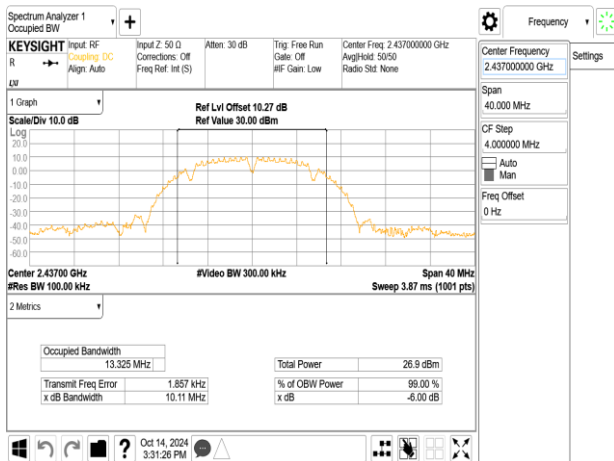 Spectrum Analyzer 1
Occupied BW
Frequency
KEYSIGHT
R
LXI
Input: RF
Coupling: DC
Align: Auto
Input Z: 50 Ω
Corrections: Off
Freq Ref: Int (S)
Atten: 30 dB
Trig: Free Run
Gate: Off
#IF Gain: Low
Center Freq: 2.437000000 GHz
Avg|Hold: 50/50
Radio Std: None
Center Frequency
2.437000000 GHz
Settings
Span
40.000 MHz
CF Step
4.000000 MHz
Auto
Man
Freq Offset
0 Hz
1 Graph
Scale/Div 10.0 dB
Ref Lvl Offset 10.27 dB
Ref Value 30.00 dBm
Log
20.0
10.0
0.00
-10.0
-20.0
-30.0
-40.0
-50.0
-60.0
Center 2.43700 GHz
#Video BW 300.00 kHz
Span 40 MHz
#Res BW 100.00 kHz
Sweep 3.87 ms (1001 pts)
2 Metrics
Occupied Bandwidth
13.325 MHz
Total Power 26.9 dBm
Transmit Freq Error 1.857 kHz
% of OBW Power 99.00 %
x dB Bandwidth 10.11 MHz
x dB -6.00 dB
?
Oct 14, 2024
3:31:26 PM